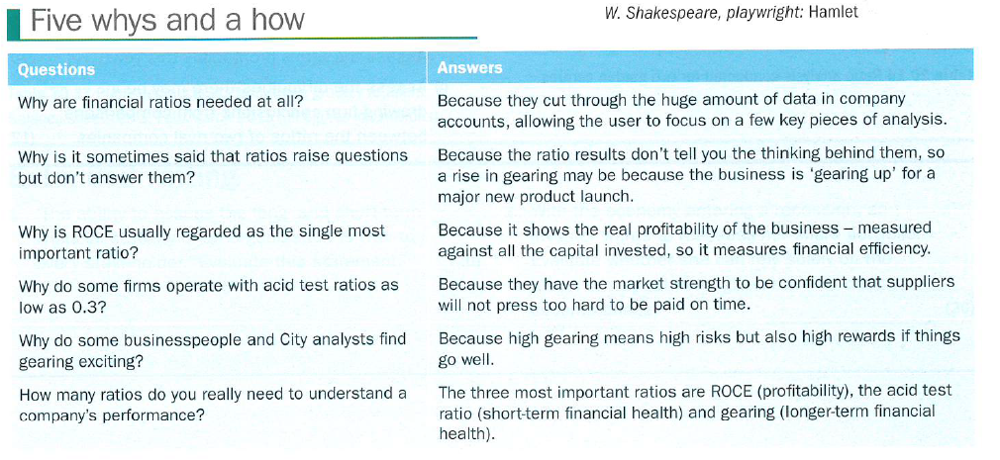 Five whys and a how
W. Shakespeare, playwright: Hamlet
Questions
Answers
Why are financial ratios needed at all?
Because they cut through the huge amount of data in company
accounts, allowing the user to focus on a few key pieces of analysis.
Why is it sometimes said that ratios raise questions
but don't answer them?
Because the ratio results don't tell you the thinking behind them, so
a rise in gearing may be because the business is 'gearing up' for a
major new product launch.
Why is ROCE usually regarded as the single most
important ratio?
Because it shows the real profitability of the business – measured
against all the capital invested, so it measures financial efficiency.
Why do some firms operate with acid test ratios as
low as 0.3?
Because they have the market strength to be confident that suppliers
will not press too hard to be paid on time.
Why do some businesspeople and City analysts find
gearing exciting?
Because high gearing means high risks but also high rewards if things
go well.
How many ratios do you really need to understand a
company's performance?
The three most important ratios are ROCE (profitability), the acid test
ratio (short-term financial health) and gearing (longer-term financial
health).